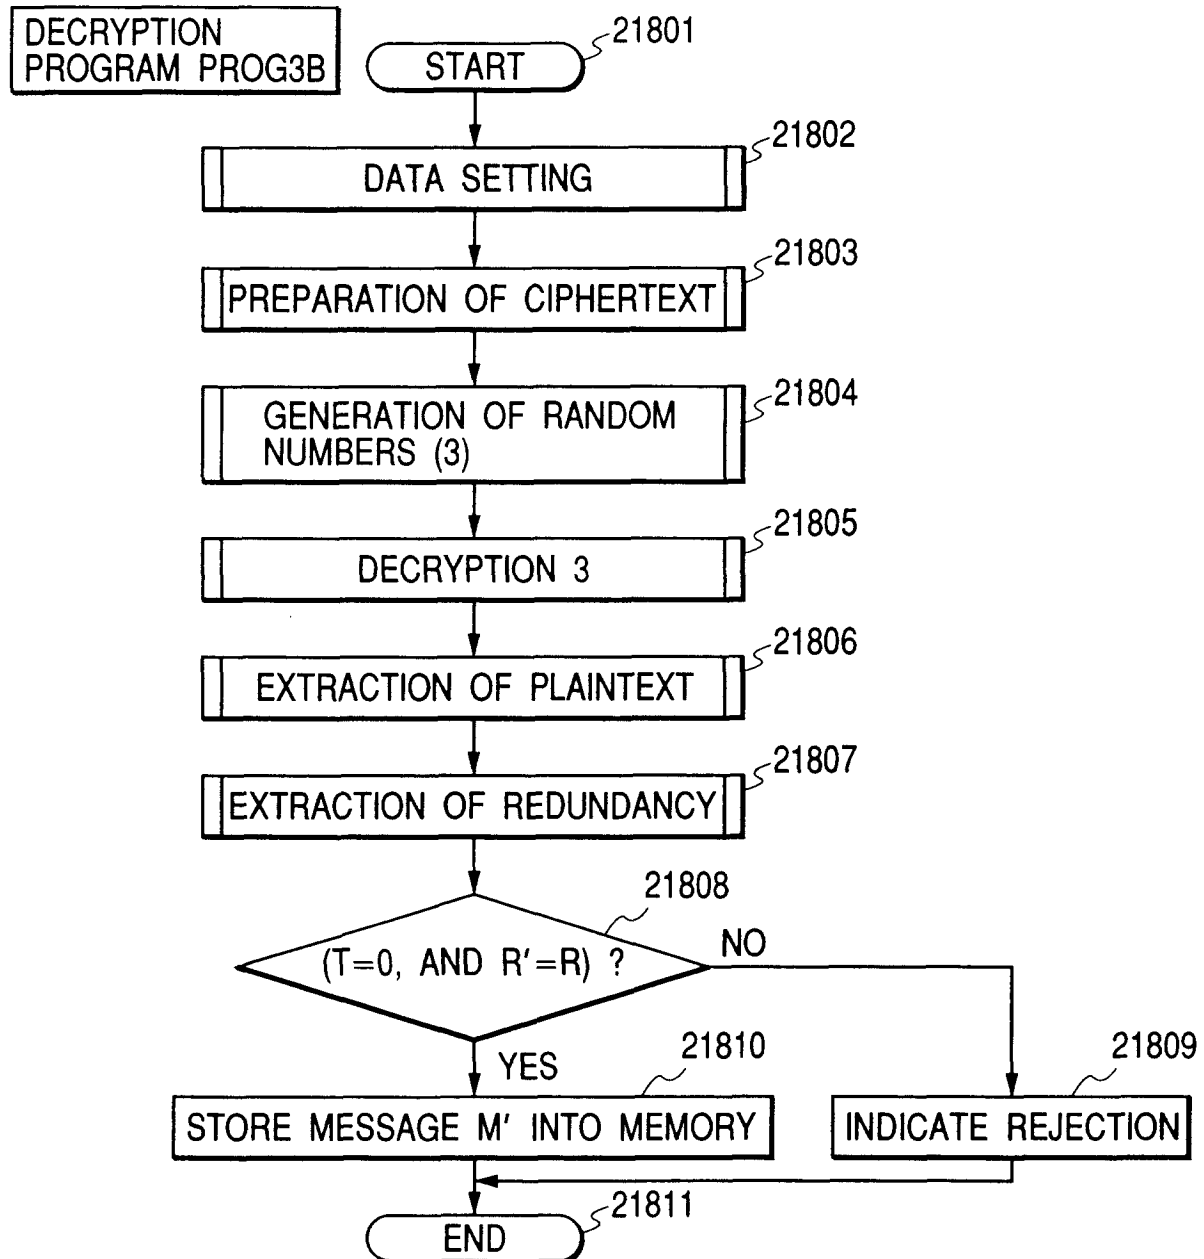 DECRYPTION
PROGRAM PROG3B
START
21801
DATA SETTING
21802
PREPARATION OF CIPHERTEXT
21803
GENERATION OF RANDOM
NUMBERS (3)
21804
DECRYPTION 3
21805
EXTRACTION OF PLAINTEXT
21806
EXTRACTION OF REDUNDANCY
21807
(T=0, AND R'=R) ?
21808
NO
YES
STORE MESSAGE M' INTO MEMORY
21810
INDICATE REJECTION
21809
END
21811